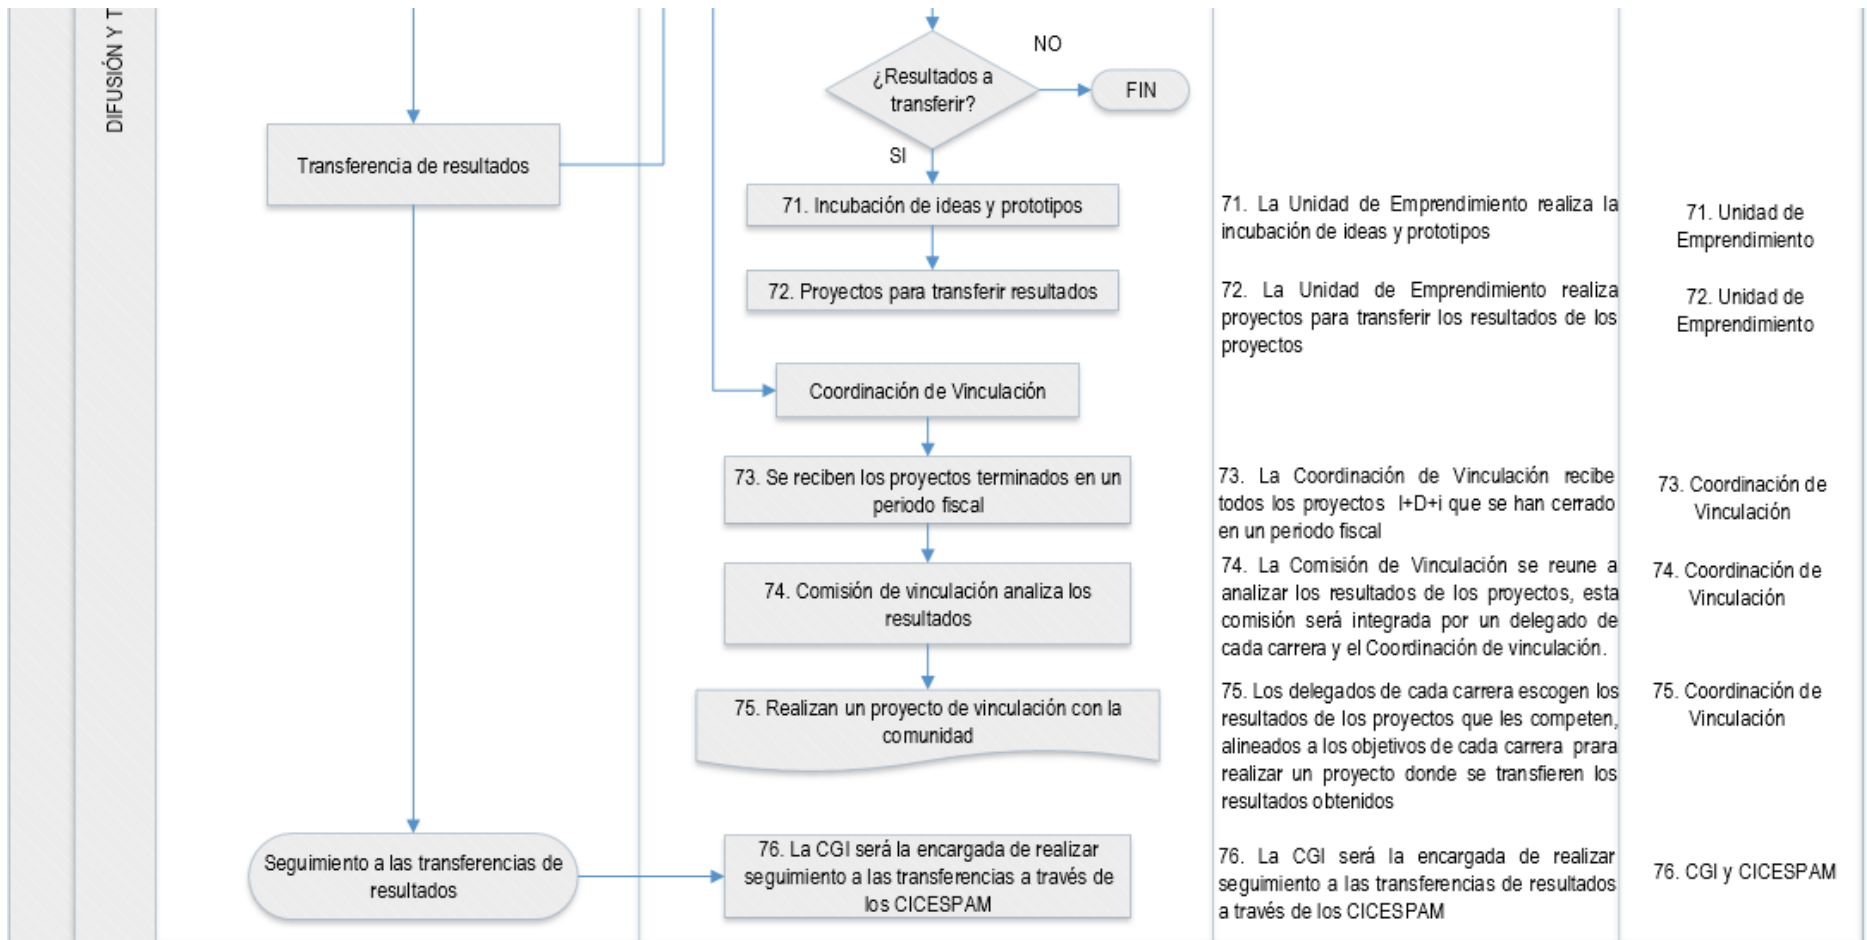 DIFUSIÓN Y T
NO
¿Resultados a
transferir?
FIN
SI
Transferencia de resultados
71. Incubación de ideas y prototipos
71. La Unidad de Emprendimiento realiza la
incubación de ideas y prototipos
71. Unidad de
Emprendimiento
72. Proyectos para transferir resultados
72. La Unidad de Emprendimiento realiza
proyectos para transferir los resultados de los
proyectos
72. Unidad de
Emprendimiento
Coordinación de Vinculación
73. Se reciben los proyectos terminados en un
periodo fiscal
73. La Coordinación de Vinculación recibe
todos los proyectos I+D+i que se han cerrado
en un periodo fiscal
73. Coordinación de
Vinculación
74. Comisión de vinculación analiza los
resultados
74. La Comisión de Vinculación se reune a
analizar los resultados de los proyectos, esta
comisión será integrada por un delegado de
cada carrera y el Coordinación de vinculación.
74. Coordinación de
Vinculación
75. Realizan un proyecto de vinculación con la
comunidad
75. Los delegados de cada carrera escogen los
resultados de los proyectos que les competen,
alineados a los objetivos de cada carrera prara
realizar un proyecto donde se transfieren los
resultados obtenidos
75. Coordinación de
Vinculación
Seguimiento a las transferencias de
resultados
76. La CGI será la encargada de realizar
seguimiento a las transferencias a través de
los CICESPAM
76. La CGI será la encargada de realizar
seguimiento a las transferencias de resultados
a través de los CICESPAM
76. CGI y CICESPAM